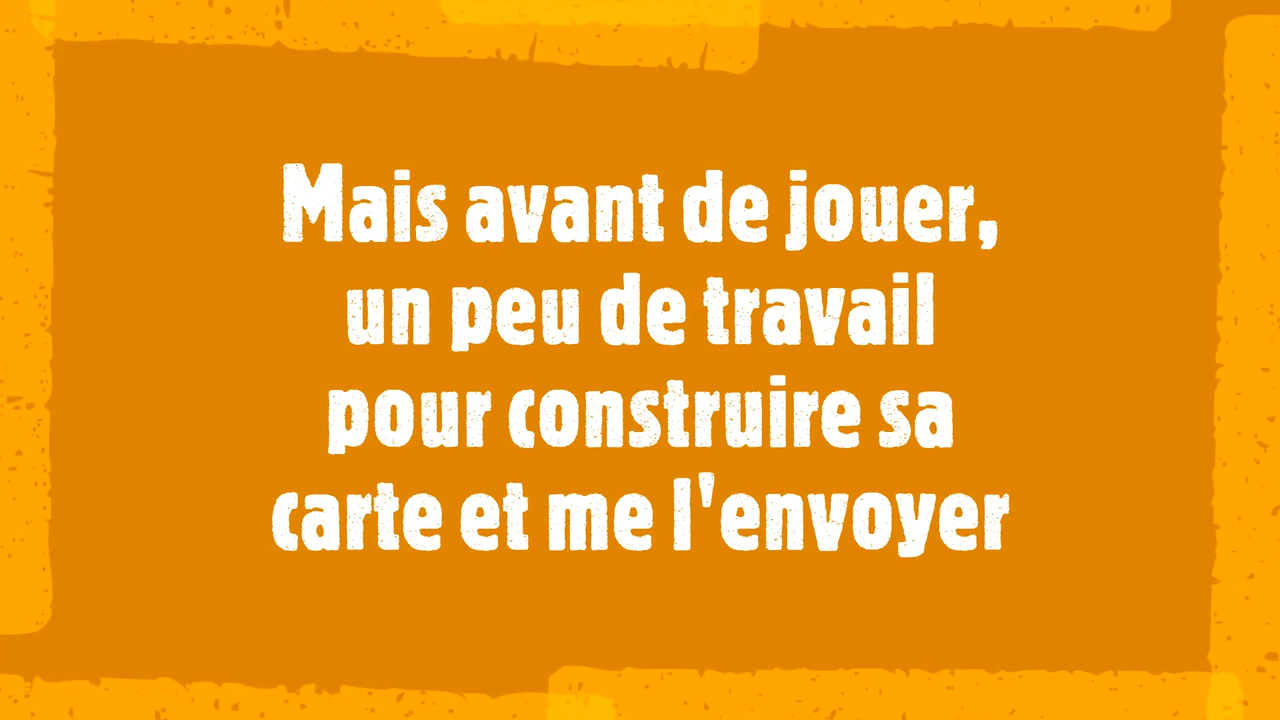 Mais avant de jouer,
un peu de travail
pour construire sa
carte et me l'envoyer